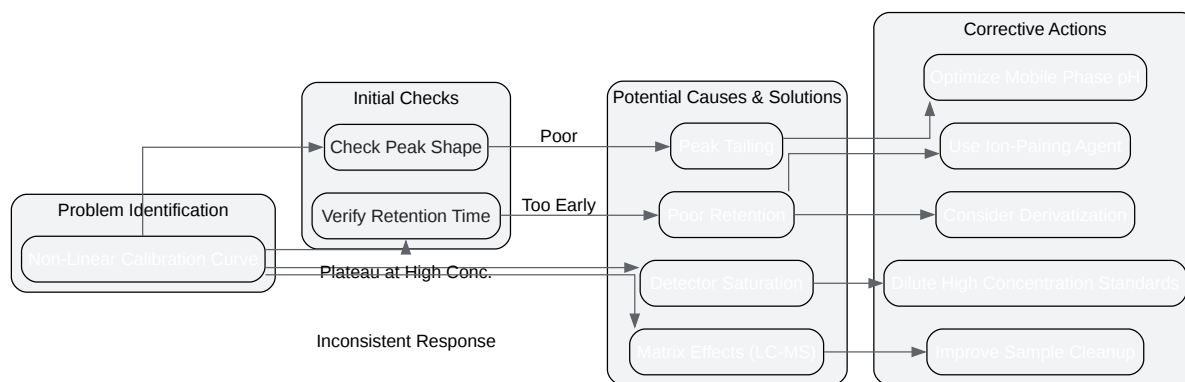 Problem Identification
Non-Linear Calibration Curve
Initial Checks
Check Peak Shape
Verify Retention Time
Poor
Too Early
Plateau at High Conc.
Inconsistent Response
Potential Causes & Solutions
Peak Tailing
Poor Retention
Detector Saturation
Matrix Effects (LC-MS)
Corrective Actions
Optimize Mobile Phase pH
Use Ion-Pairing Agent
Consider Derivatization
Dilute High Concentration Standards
Improve Sample Cleanup